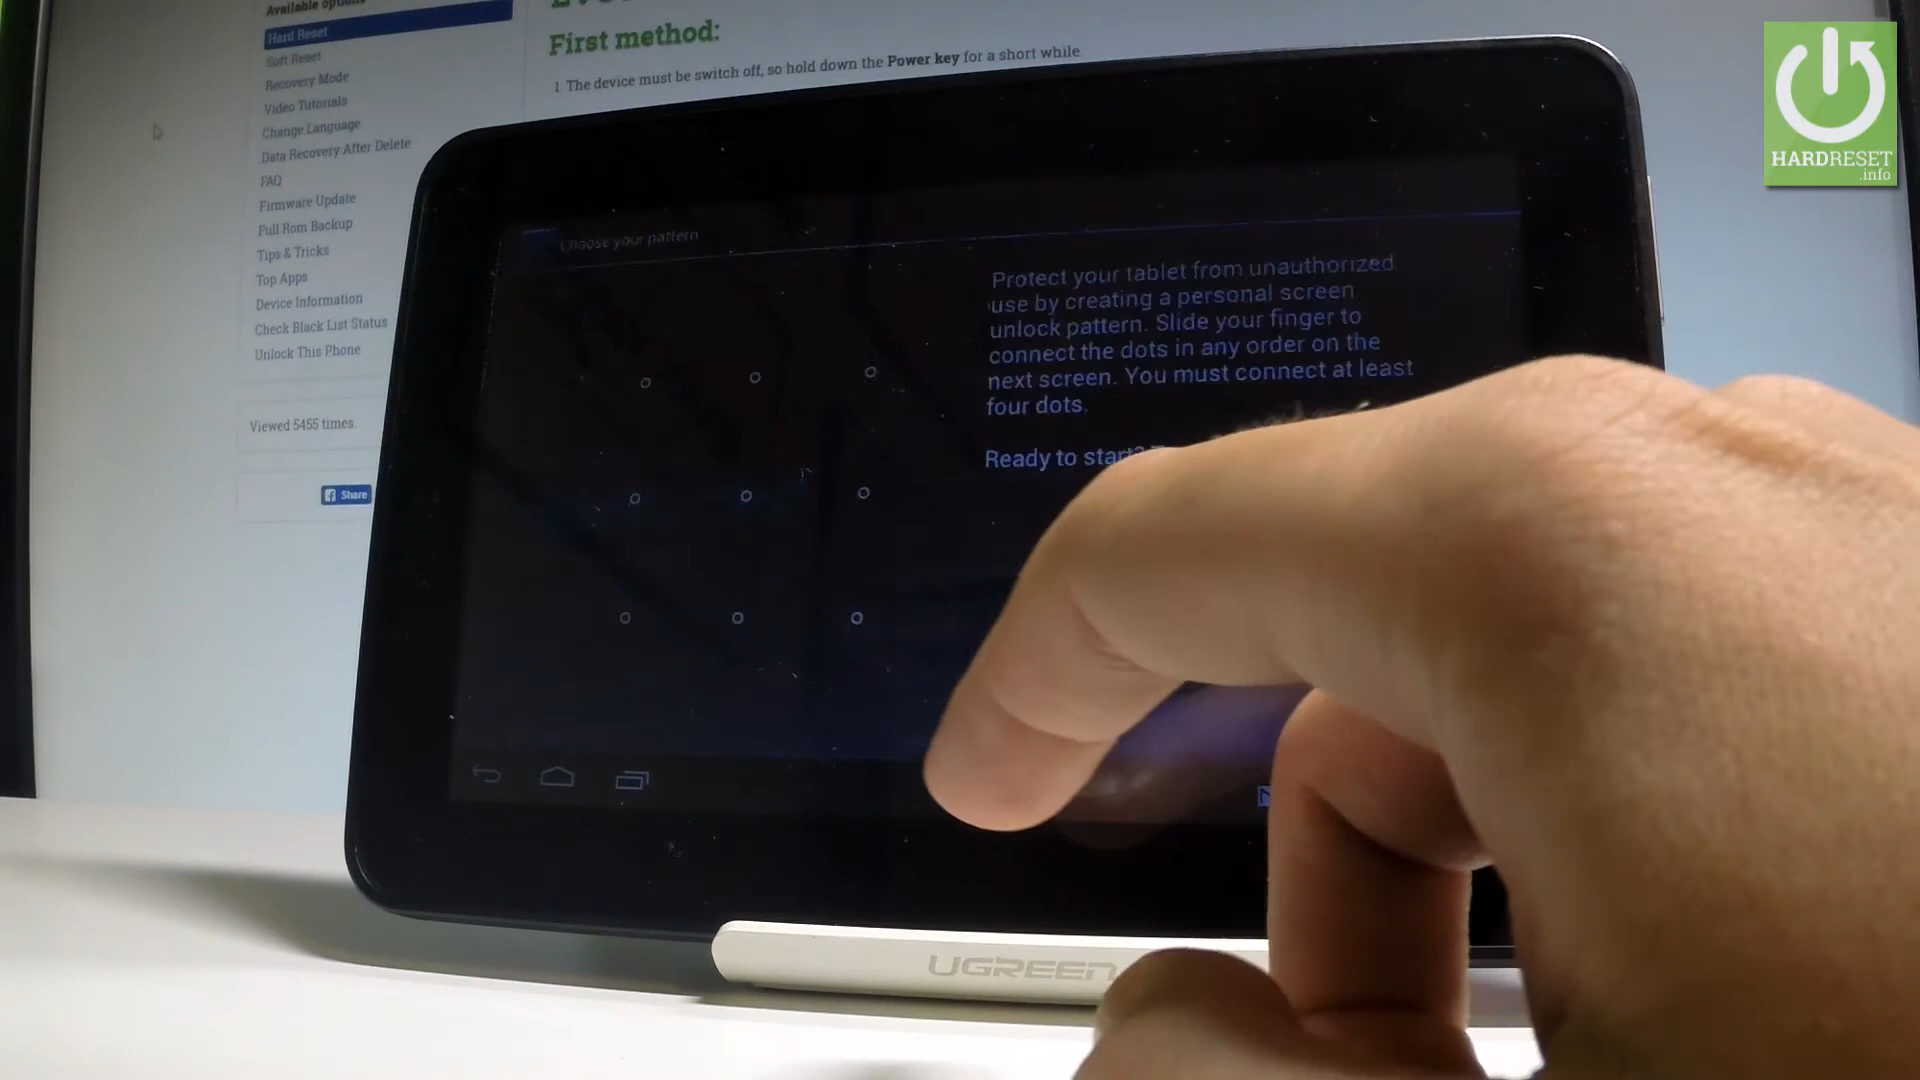 Available options
Hard Reset
Soft Reset
Recovery Mode
Video Tutorials
Change Language
Data Recovery After Delete
FAQ
Firmware Update
Full Rom Backup
Tips & Tricks
Top Apps
Device Information
Check Black List Status
Unlock This Phone
Viewed 5455 times.
Share
First method:
1. The device must be switch off, so hold down the Power key for a short while.
HARDRESET
.info
Choose your pattern
Protect your tablet from unauthorized
use by creating a personal screen
unlock pattern. Slide your finger to
connect the dots in any order on the
next screen. You must connect at least
four dots.
Ready to start?
UGREEN